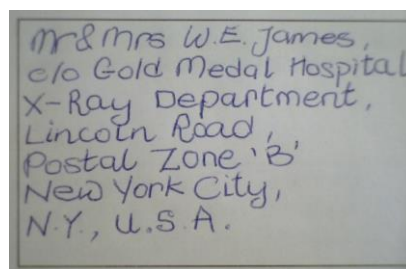 Mr & Mrs W.E. James,
c/o Gold Medal Hospital
X-Ray Department,
Lincoln Road,
Postal Zone 'B'
New York City,
N.Y., U.S.A.